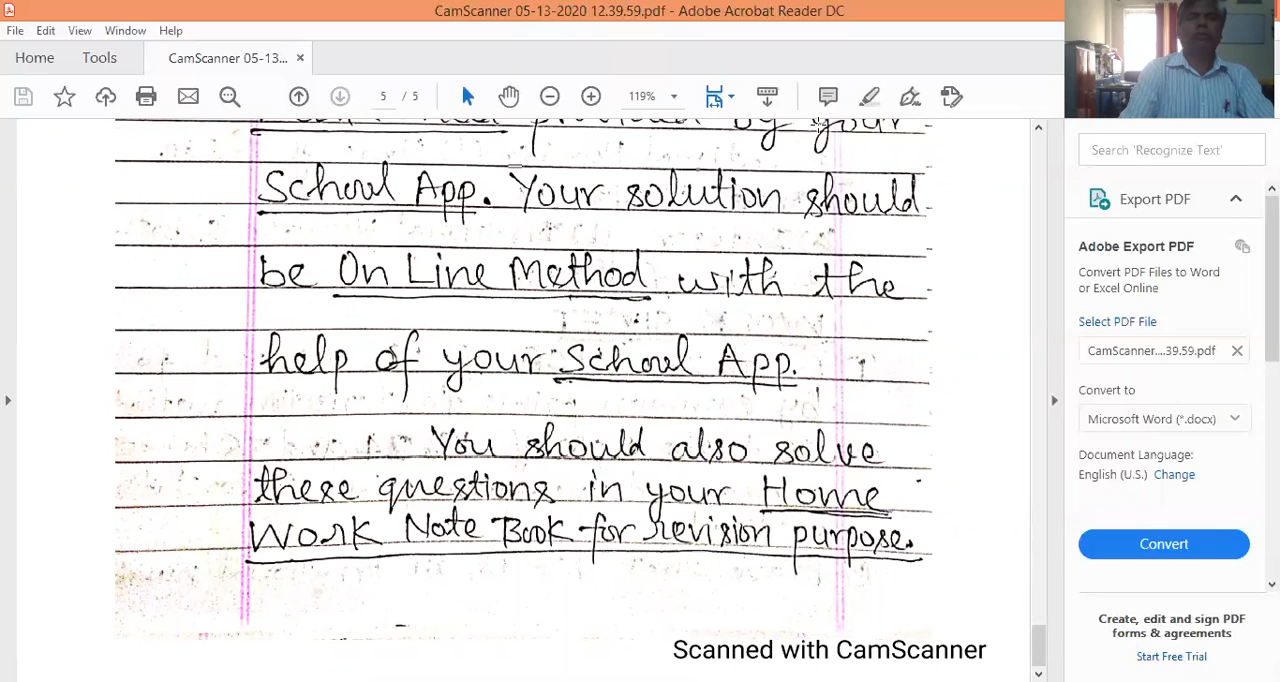 CamScanner 05-13-2020 12.39.59.pdf - Adobe Acrobat Reader DC
File Edit View Window Help
Home Tools CamScanner 05-13... ×
5 / 5 119%
provided by your
School App. Your solution should
be On Line Method with the
help of your School App.
You should also solve
these questions in your Home
Work Note Book for revision purpose.
Scanned with CamScanner
Search 'Recognize Text'
Export PDF
Adobe Export PDF
Convert PDF Files to Word
or Excel Online
Select PDF File
CamScanner....39.59.pdf ×
Convert to
Microsoft Word (*.docx)
Document Language:
English (U.S.) Change
Convert
Create, edit and sign PDF
forms & agreements
Start Free Trial